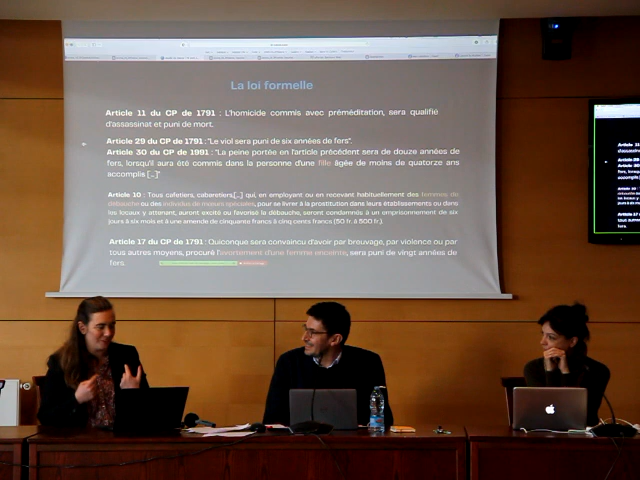 La loi formelle
Article 11 du CP de 1791 : "L'homicide commis avec préméditation, sera qualifié
d'assassinat et puni de mort.
Article 29 du CP de 1791 : "Le viol sera puni de six années de fers".
Article 30 du CP de 1991 : "La peine portée en l'article précédent sera de douze années de
fers, lorsqu'il aura été commis dans la personne d'une fille âgée de moins de quatorze ans
accomplis [...]"
Article 10 : Tous cafetiers, cabaretiers[...] qui, en employant ou en recevant habituellement des femmes de
débauche ou des individus de mœurs spéciales, pour se livrer à la prostitution dans leurs établissements ou dans
les locaux y attenant, auront excité ou favorisé la débauche, seront condamnés à un emprisonnement de six
jours à six mois et à une amende de cinquante francs à cinq cents francs (50 fr. à 500 fr.).
Article 17 du CP de 1791 : Quiconque sera convaincu d'avoir par breuvage, par violence ou par
tous autres moyens, procuré l'avortement d'une femme enceinte, sera puni de vingt années de
fers.